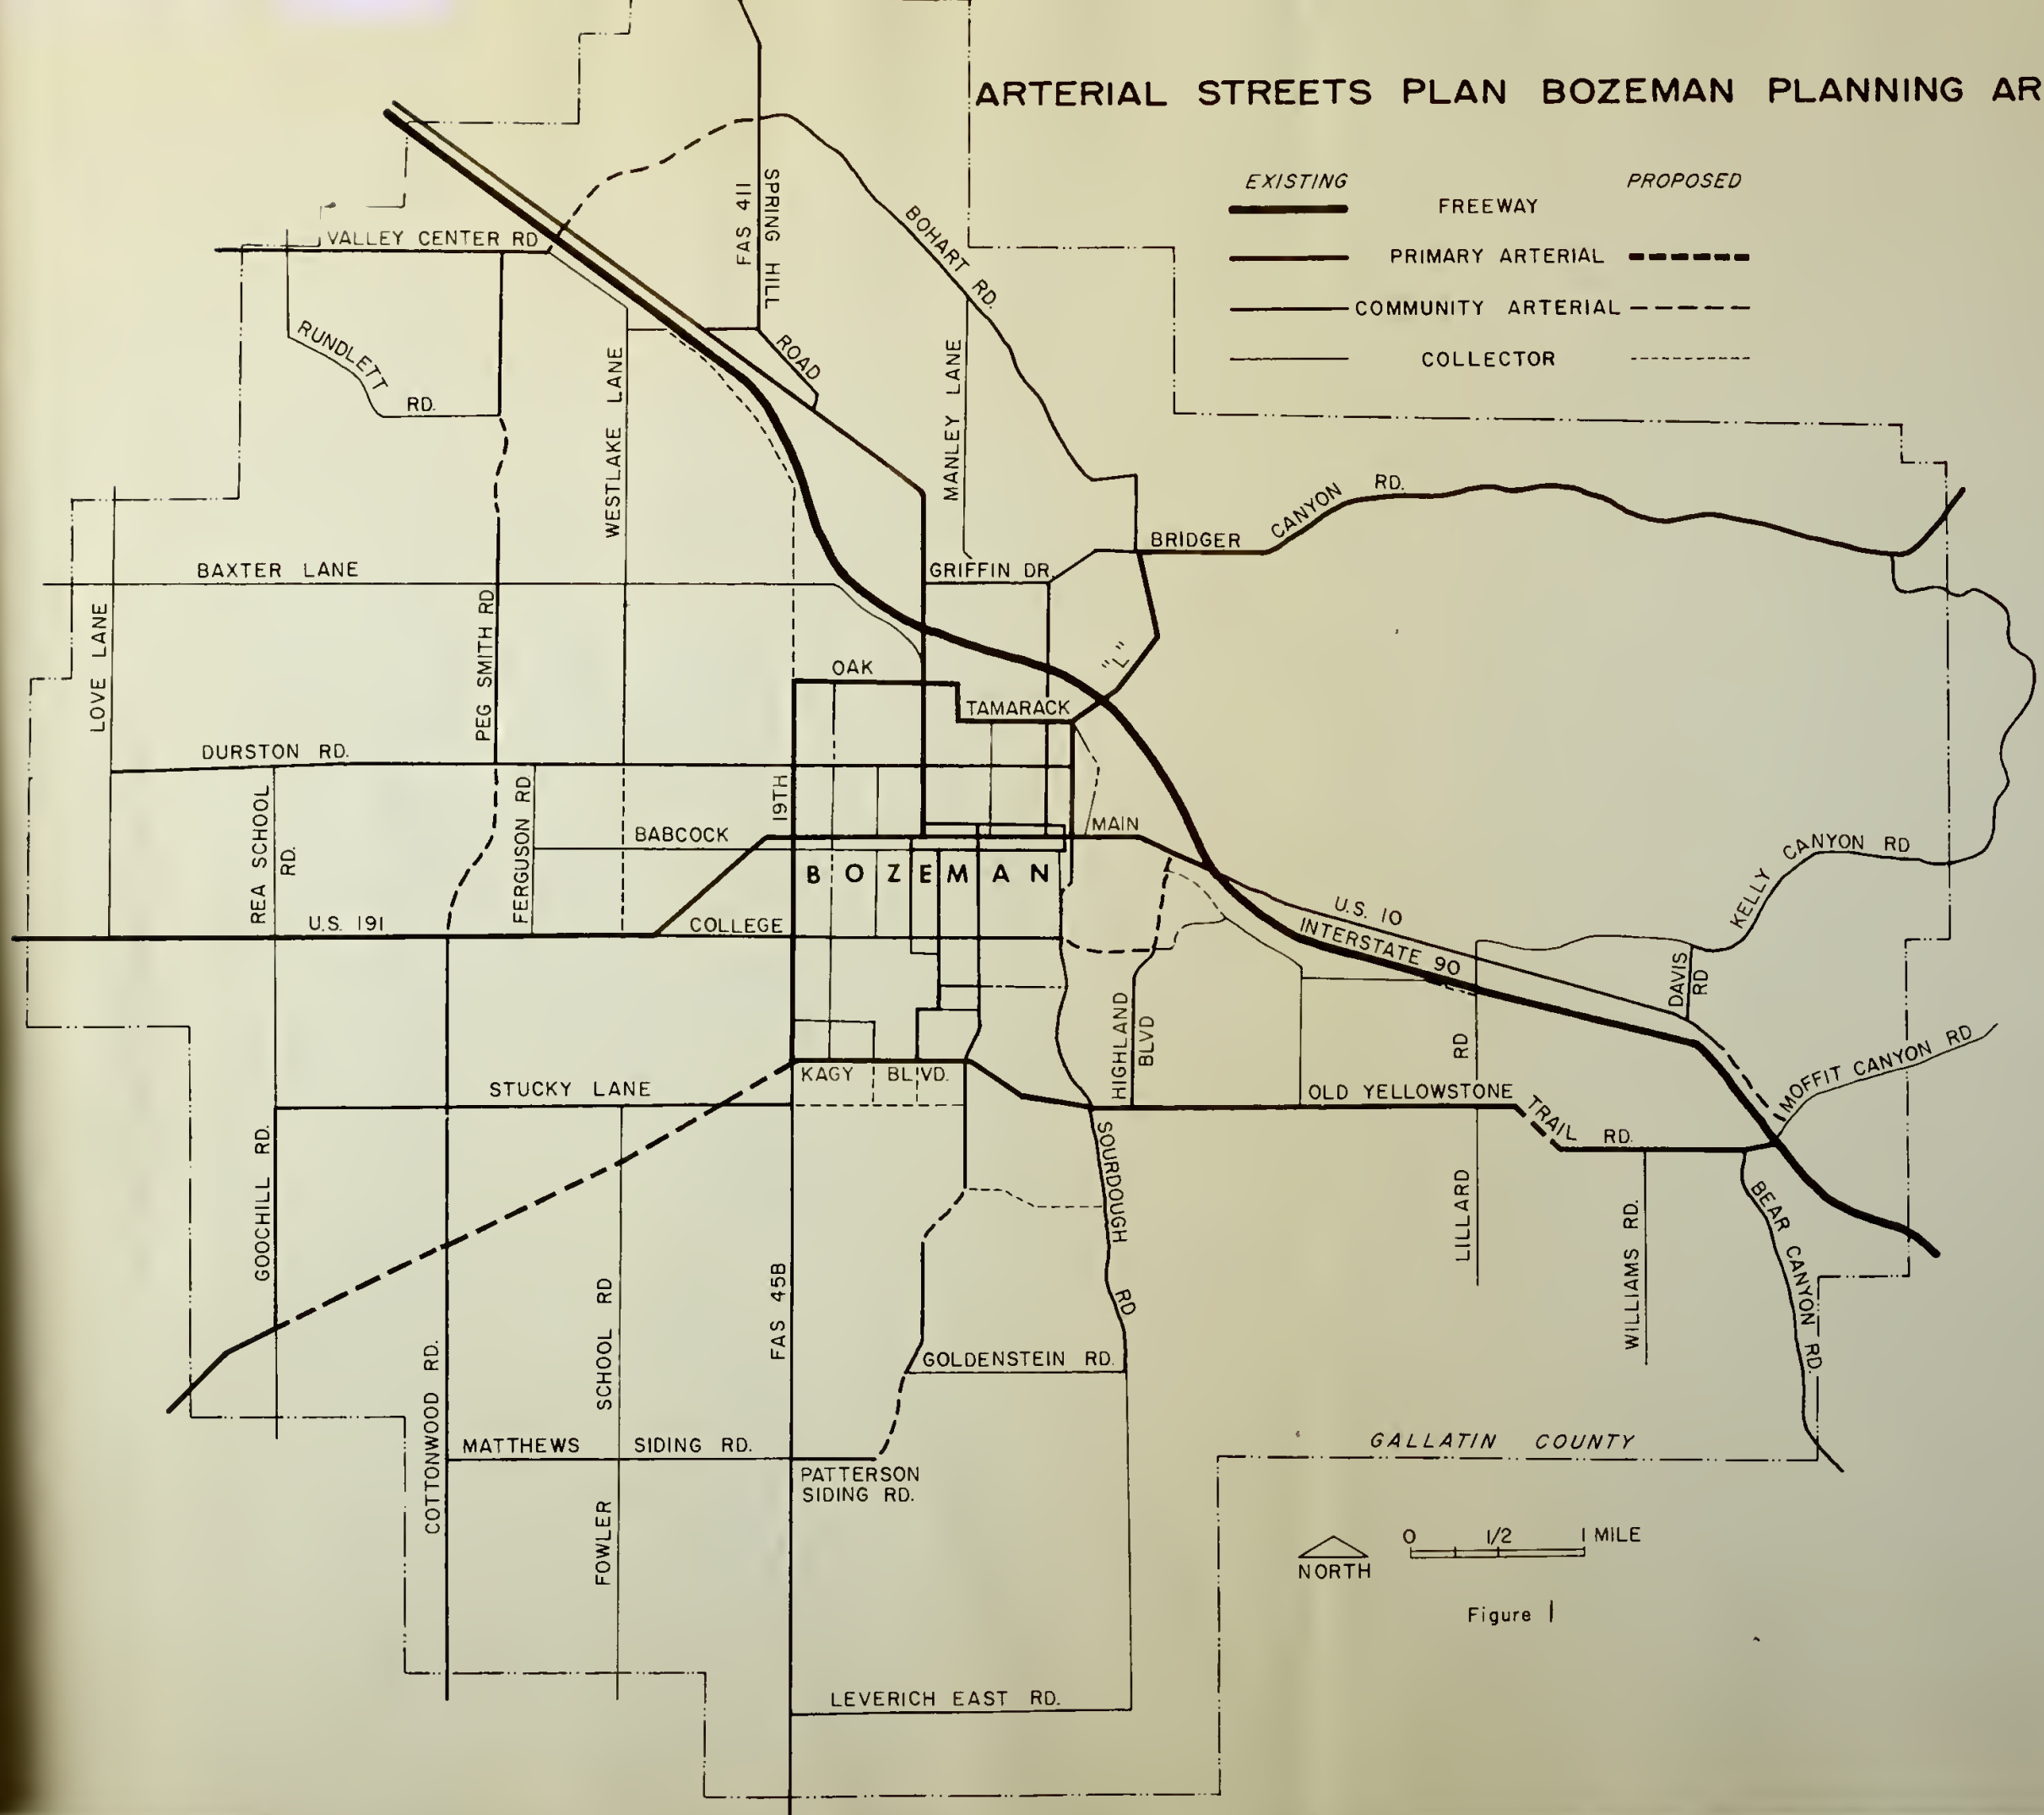 ARTERIAL STREETS PLAN BOZEMAN PLANNING AR
EXISTING PROPOSED
FREEWAY
PRIMARY ARTERIAL
COMMUNITY ARTERIAL
COLLECTOR
FAS 411
SPRING HILL
ROAD
BOHART RD.
VALLEY CENTER RD
RUNDLETT
RD.
WESTLAKE LANE
MANLEY LANE
BRIDGER CANYON RD.
BAXTER LANE
GRIFFIN DR.
LOVE LANE
PEG SMITH RD
OAK
"L"
TAMARACK
DURSTON RD.
REA SCHOOL
RD.
FERGUSON RD.
19TH
BABCOCK
MAIN
BOZEMAN
KELLY CANYON RD
U.S. 191
COLLEGE
U.S. 10
INTERSTATE 90
DAVIS
RD
HIGHLAND
BLVD
MOFFIT CANYON RD
KAGY BLVD.
STUCKY LANE
OLD YELLOWSTONE
TRAIL RD.
GOOCHILL RD.
SOURDOUGH
RD
LILLARD RD
WILLIAMS RD.
BEAR CANYON RD.
FAS 45B
COTTONWOOD RD.
FOWLER SCHOOL RD
GOLDENSTEIN RD.
MATTHEWS SIDING RD.
PATTERSON
SIDING RD.
GALLATIN COUNTY
LEVERICH EAST RD.
0 1/2 1 MILE
NORTH
Figure 1